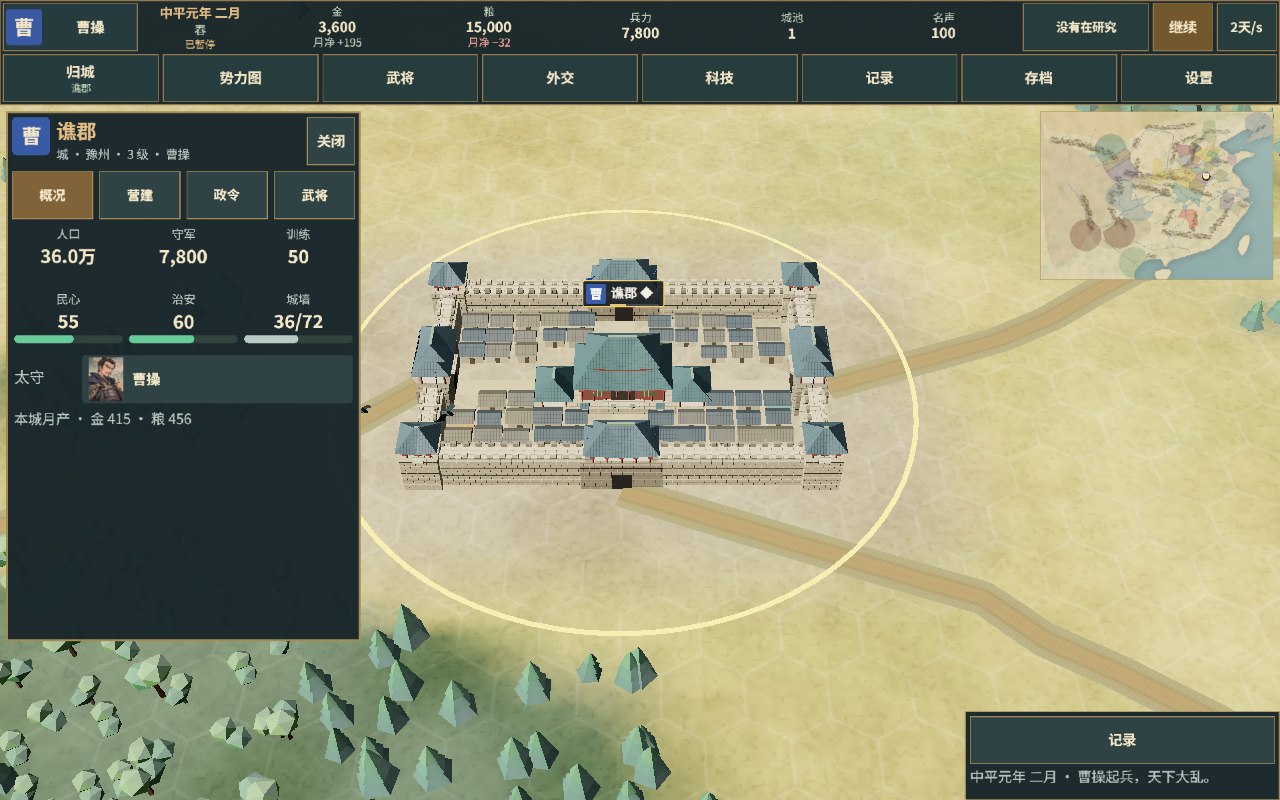 曹 曹操
中平元年 二月
春
已暂停
金
3,600
月净 +195
粮
15,000
月净 −32
兵力
7,800
城池
1
名声
100
没有在研究
继续
2天/s
归城
谯郡
势力图
武将
外交
科技
记录
存档
设置
曹 谯郡
城 · 豫州 · 3 级 · 曹操
关闭
概况
营建
政令
武将
人口
36.0万
守军
7,800
训练
50
民心
55
治安
60
城墙
36/72
太守
曹操
本城月产 · 金 415 · 粮 456
曹 谯郡 ◆
记录
中平元年 二月 · 曹操起兵，天下大乱。